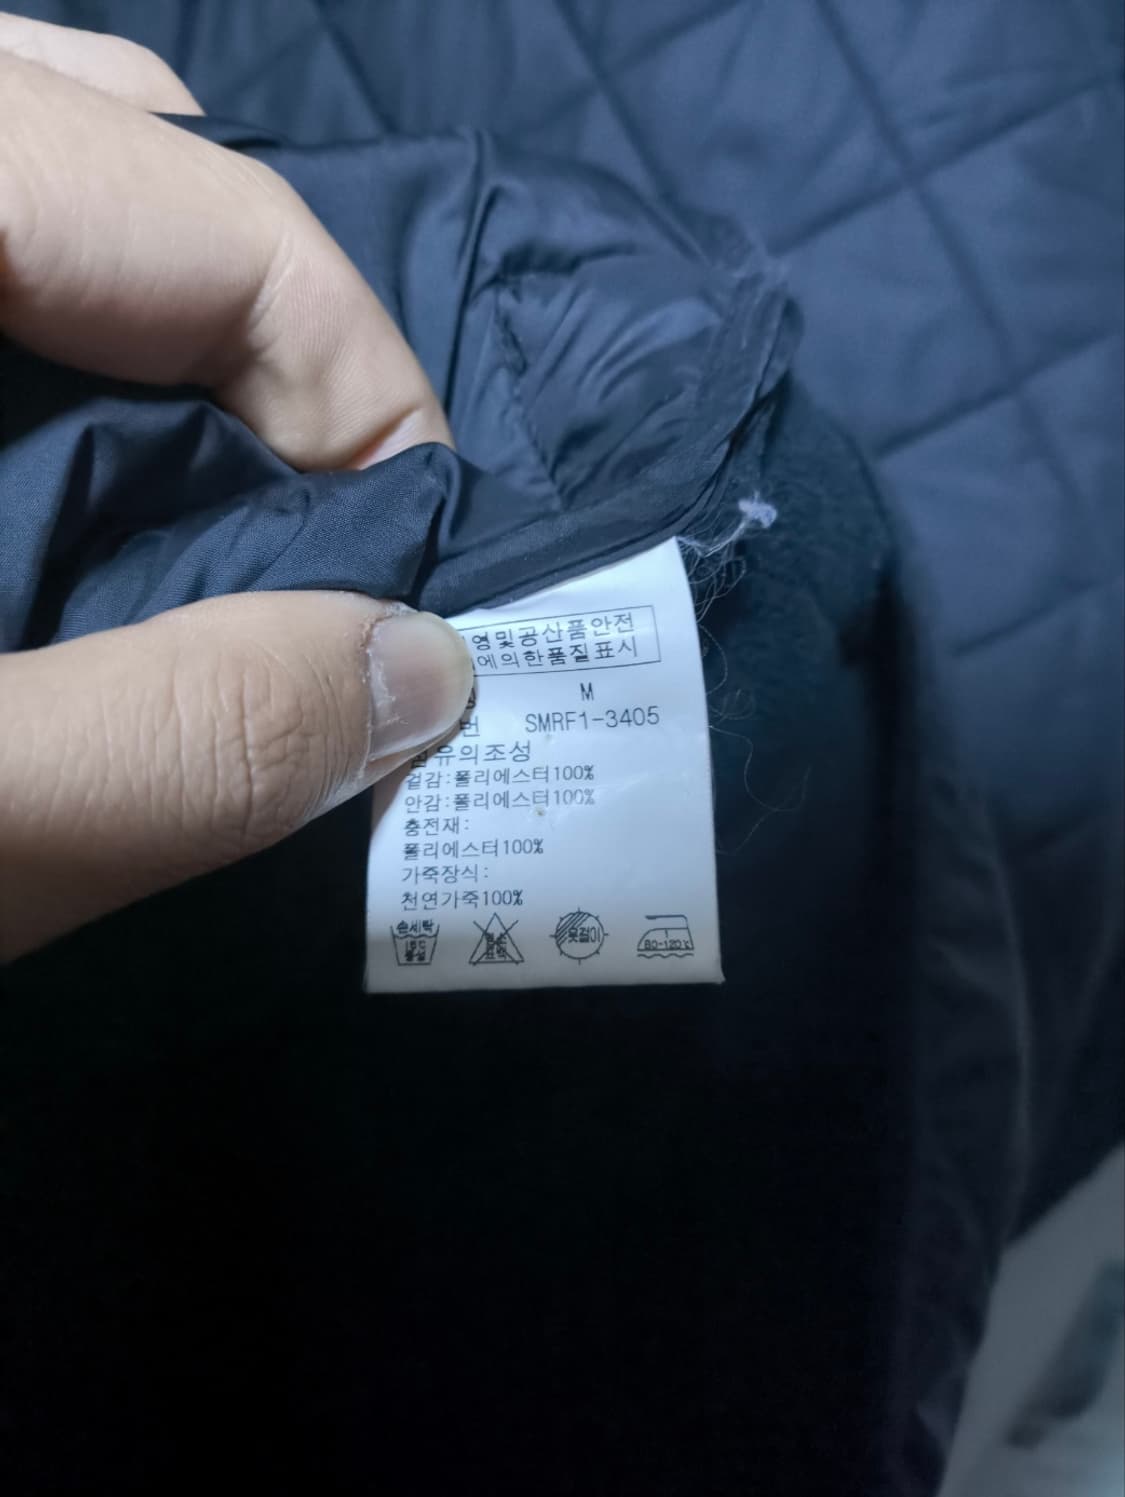 영및공산품안전
에의한품질표시
M
번 SMRF1-3405
섬유의조성
겉감:폴리에스터100%
안감:폴리에스터100%
충전재:
폴리에스터100%
가죽장식:
천연가죽100%
손세탁 옷걸이 80-120℃